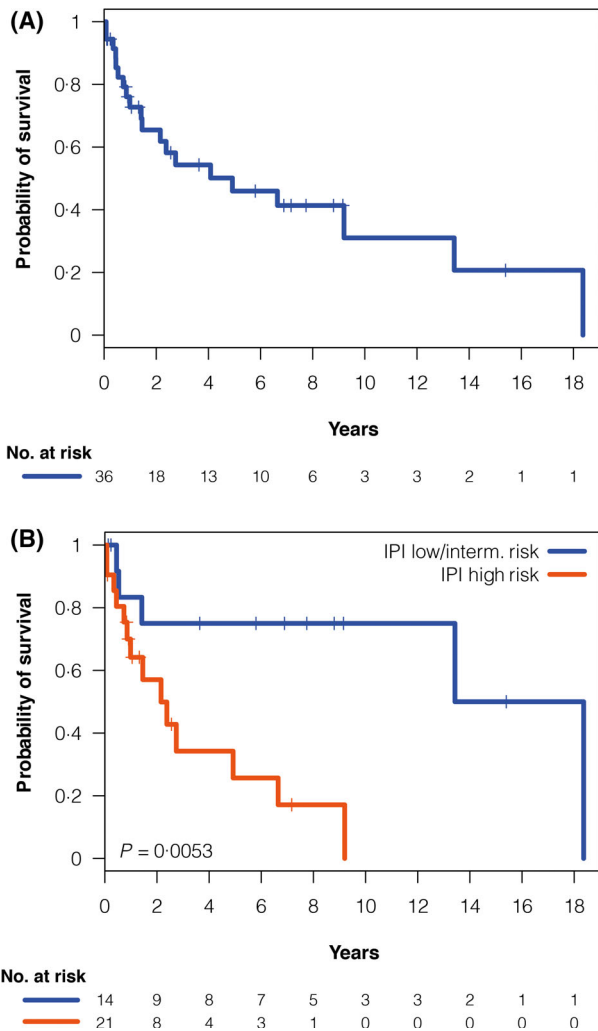 (A)
Probability of survival
1
0·8
0·6
0·4
0·2
0
0 2 4 6 8 10 12 14 16 18
Years
No. at risk
36 18 13 10 6 3 3 2 1 1
(B)
Probability of survival
1
0·8
0·6
0·4
0·2
0
IPI low/interm. risk
IPI high risk
P = 0·0053
0 2 4 6 8 10 12 14 16 18
Years
No. at risk
14 9 8 7 5 3 3 2 1 1
21 8 4 3 1 0 0 0 0 0